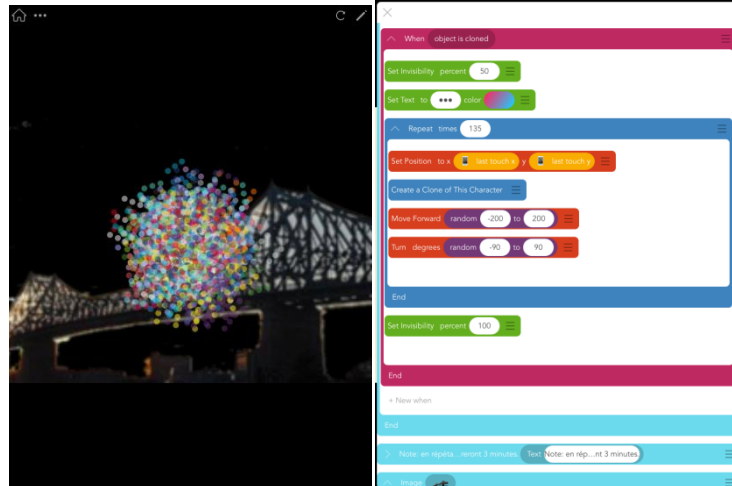 When object is cloned
Set Invisibility percent 50
Set Text to ••• color
Repeat times 135
Set Position to x last touch x y last touch y
Create a Clone of This Character
Move Forward random -200 to 200
Turn degrees random -90 to 90
End
Set Invisibility percent 100
End
+ New when
End
Note: en répéta...reront 3 minutes. Text Note: en rép...nt 3 minutes.
Image